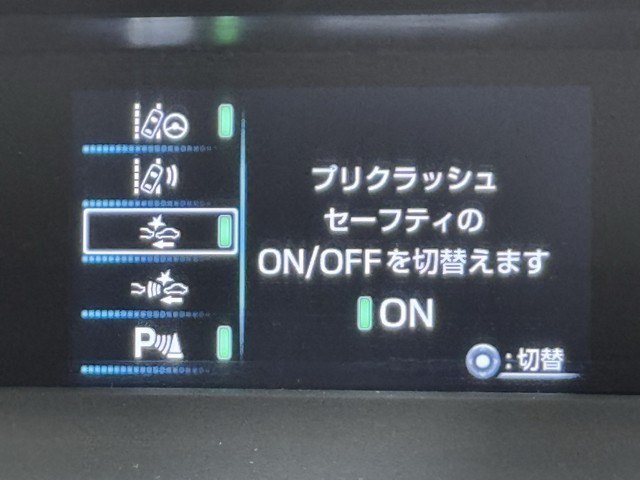 プリクラッシュ
セーフティの
ON/OFFを切替えます
ON
P
:切替